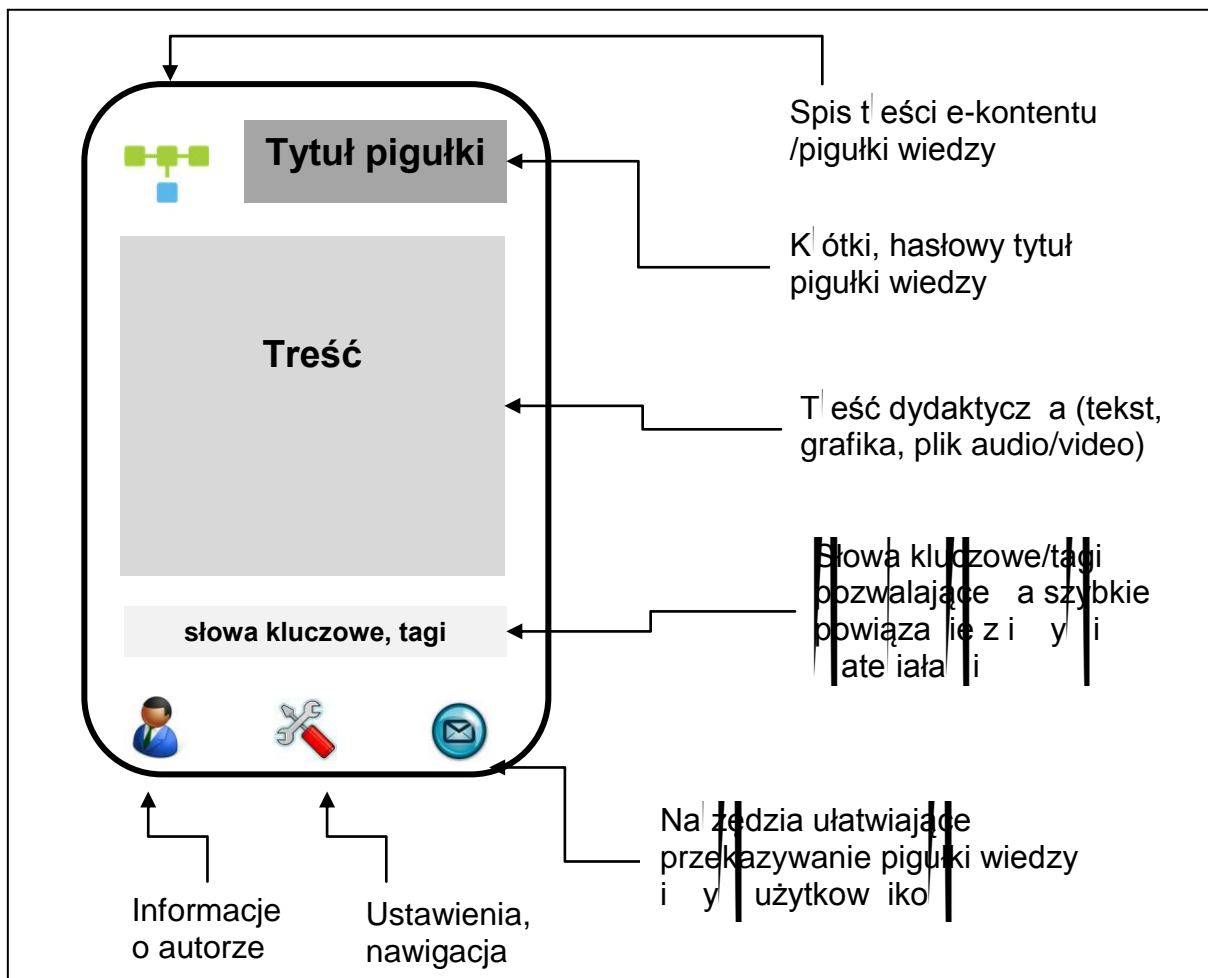 Tytuł pigułki
Spis e-kontentu
/pigułki wiedzy
hasłowy tytuł
pigułki wiedzy
Treść
(tekst,
grafika, plik audio/video)
Słowa kluczowe/tagi
pozwalające szybkie
słowa kluczowe, tagi
ułatwiające
przekazywanie pigułki wiedzy
Informacje
o autorze
Ustawienia,
nawigacja